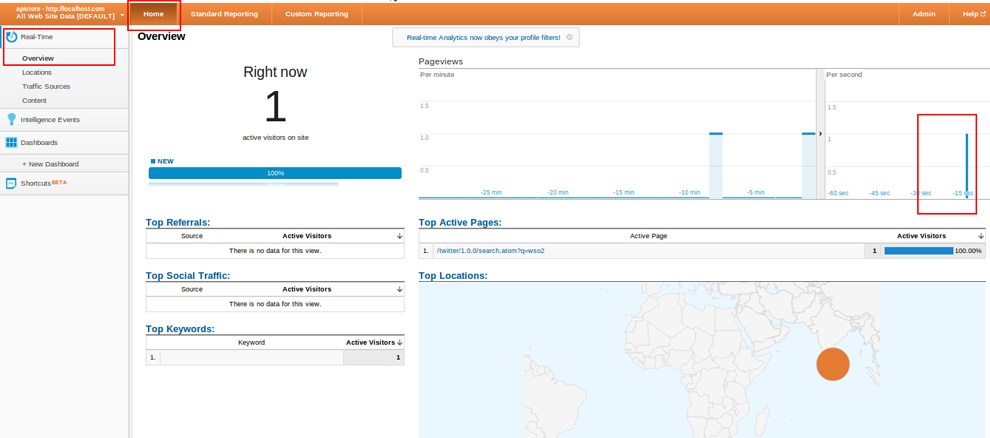 apistore - http://localhost.com
All Web Site Data [DEFAULT]
Home
Standard Reporting
Custom Reporting
Admin
Help
Real-Time
Overview
Locations
Traffic Sources
Content
Intelligence Events
Dashboards
+ New Dashboard
Shortcuts BETA
Overview
Real-time Analytics now obeys your profile filters!
Right now
1
active visitors on site
NEW
100%
Pageviews
Per minute
1.5
1.0
0.5
-25 min
-20 min
-15 min
-10 min
-5 min
Per second
1.5
1
0.5
-60 sec
-45 sec
-30 sec
-15 sec
Top Referrals:
Source Active Visitors
There is no data for this view.
Top Social Traffic:
Source Active Visitors
There is no data for this view.
Top Keywords:
Keyword Active Visitors
1. 1
Top Active Pages:
Active Page Active Visitors
1. /twitter/1.0.0/search.atom?q=wso2 1 100.00%
Top Locations: